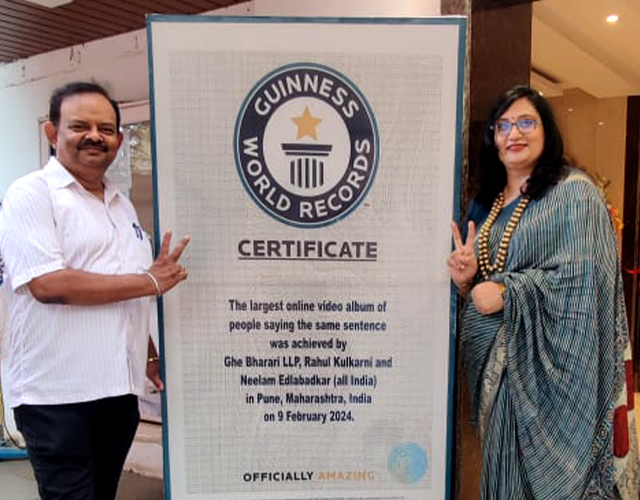 GUINNESS
WORLD RECORDS
CERTIFICATE
The largest online video album of
people saying the same sentence
was achieved by
Ghe Bharari LLP, Rahul Kulkarni and
Neelam Edlabadkar (all India)
in Pune, Maharashtra, India
on 9 February 2024.
OFFICIALLY AMAZING